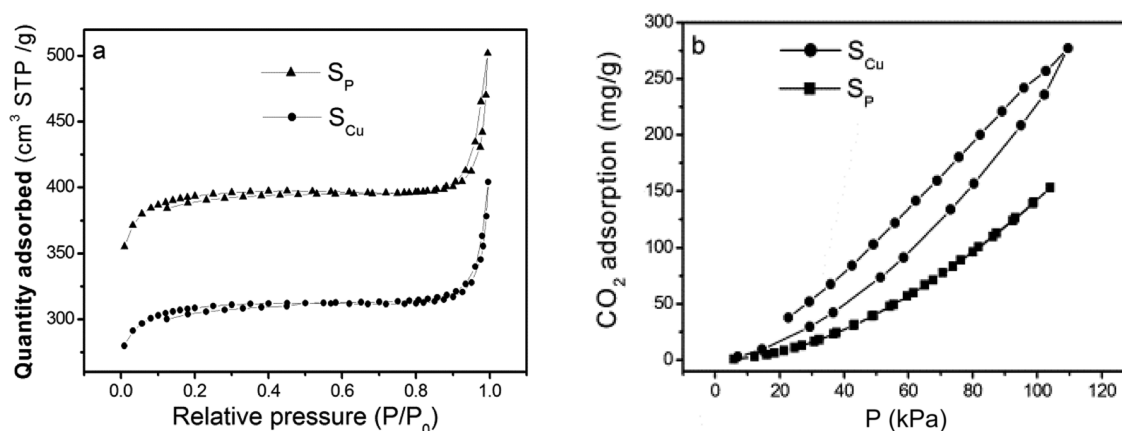 a
S_P
S_Cu
Quantity adsorbed (cm³ STP /g)
500
450
400
350
300
0.0 0.2 0.4 0.6 0.8 1.0
Relative pressure (P/P₀)
b
S_Cu
S_P
CO₂ adsorption (mg/g)
300
250
200
150
100
50
0
0 20 40 60 80 100 120
P (kPa)